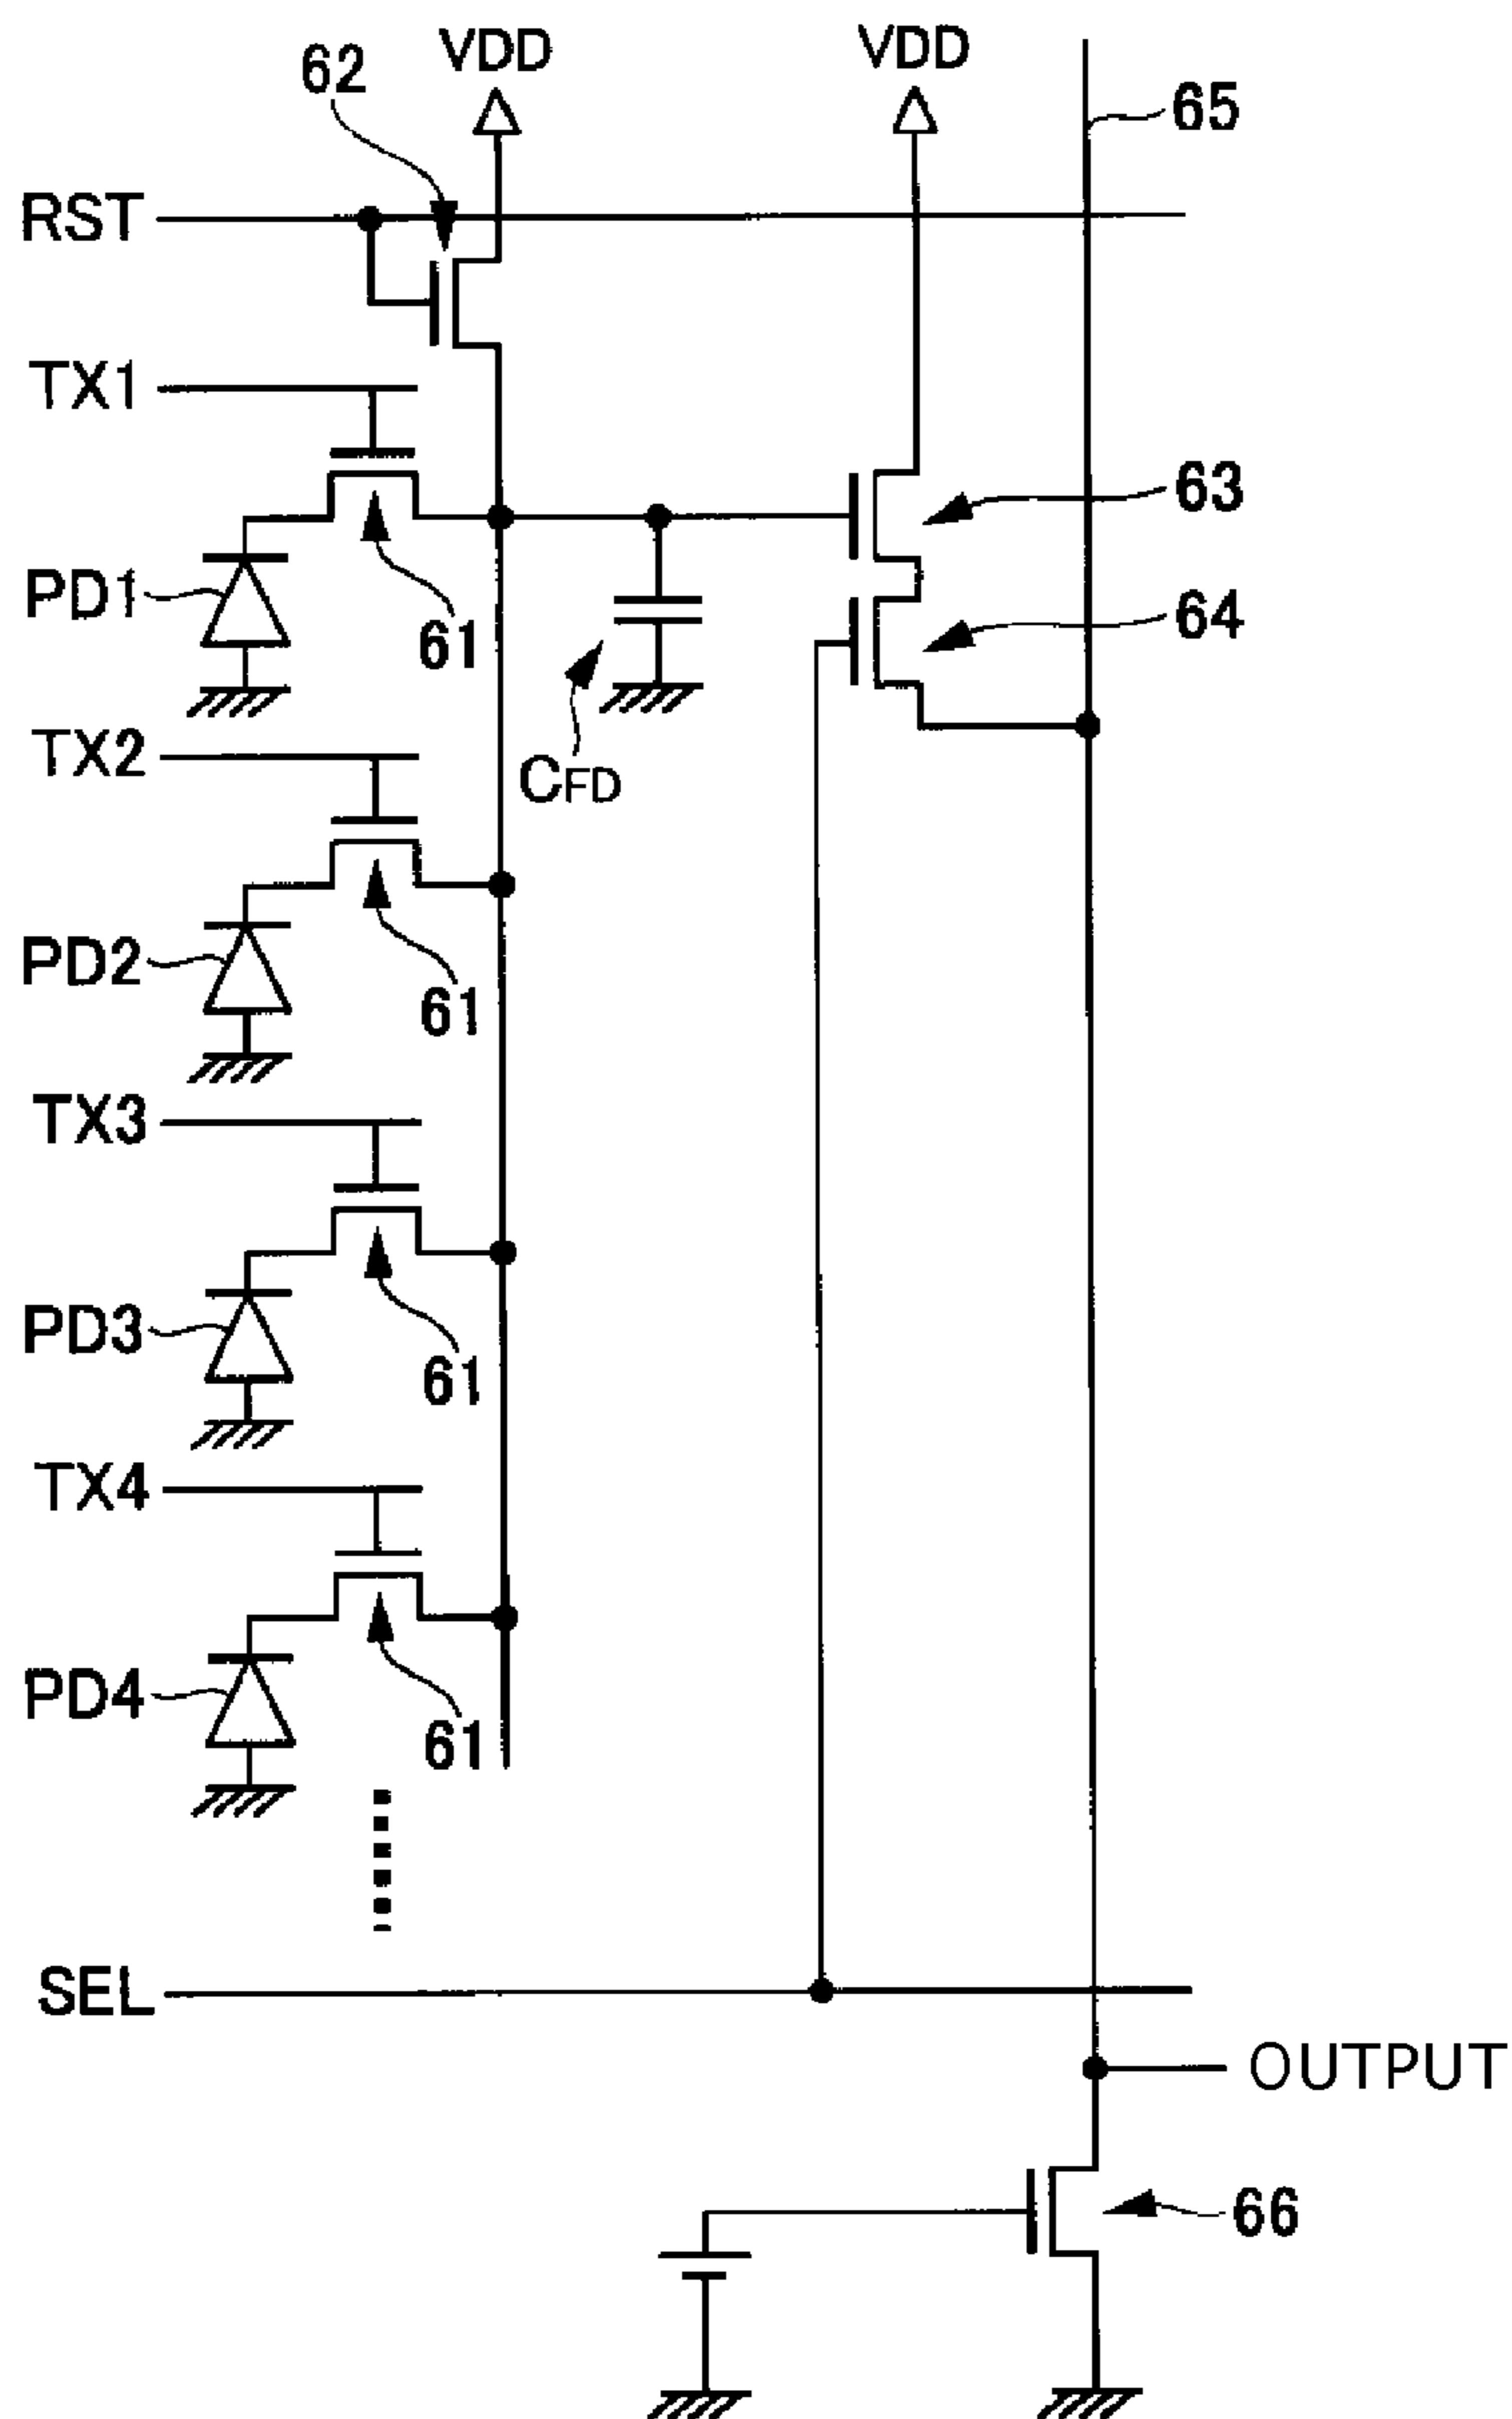 62
VDD
VDD
65
RST
TX1
63
PD1
61
64
TX2
CFD
PD2
61
TX3
PD3
61
TX4
PD4
61
SEL
OUTPUT
66